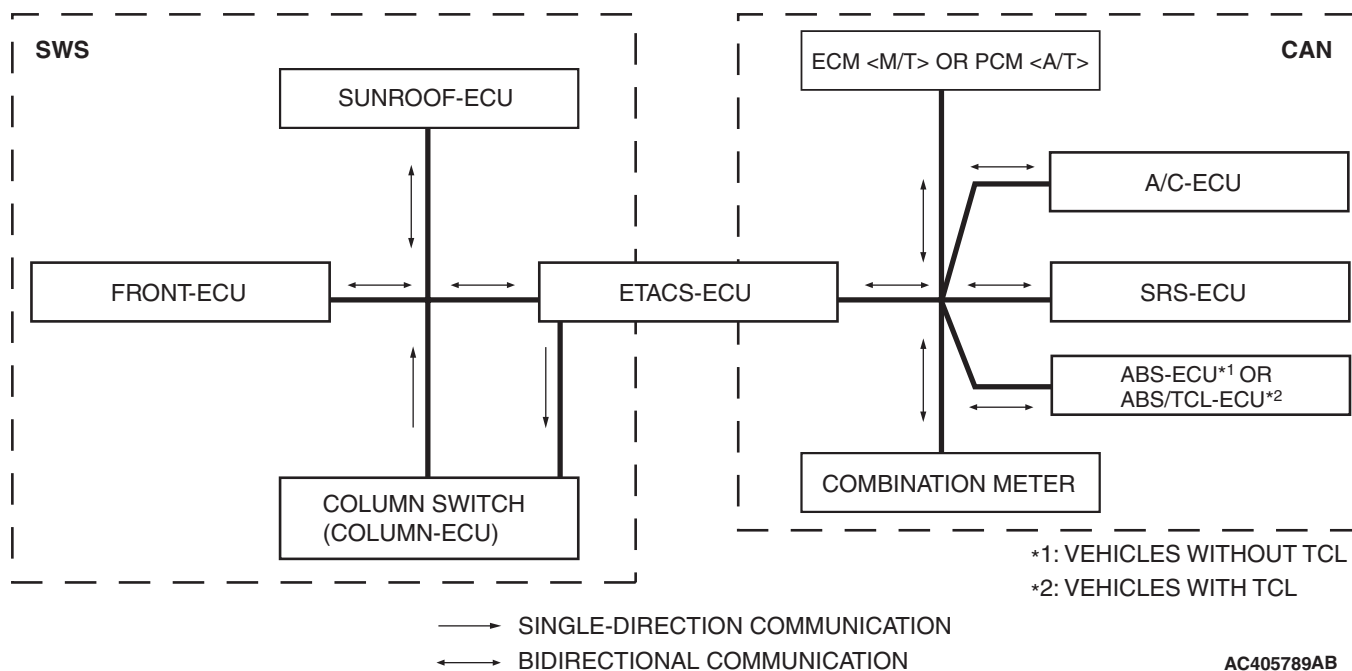 SWS
CAN
ECM <M/T> OR PCM <A/T>
SUNROOF-ECU
A/C-ECU
FRONT-ECU
ETACS-ECU
SRS-ECU
ABS-ECU*1 OR
ABS/TCL-ECU*2
COLUMN SWITCH
(COLUMN-ECU)
COMBINATION METER
*1: VEHICLES WITHOUT TCL
*2: VEHICLES WITH TCL
SINGLE-DIRECTION COMMUNICATION
BIDIRECTIONAL COMMUNICATION
AC405789AB